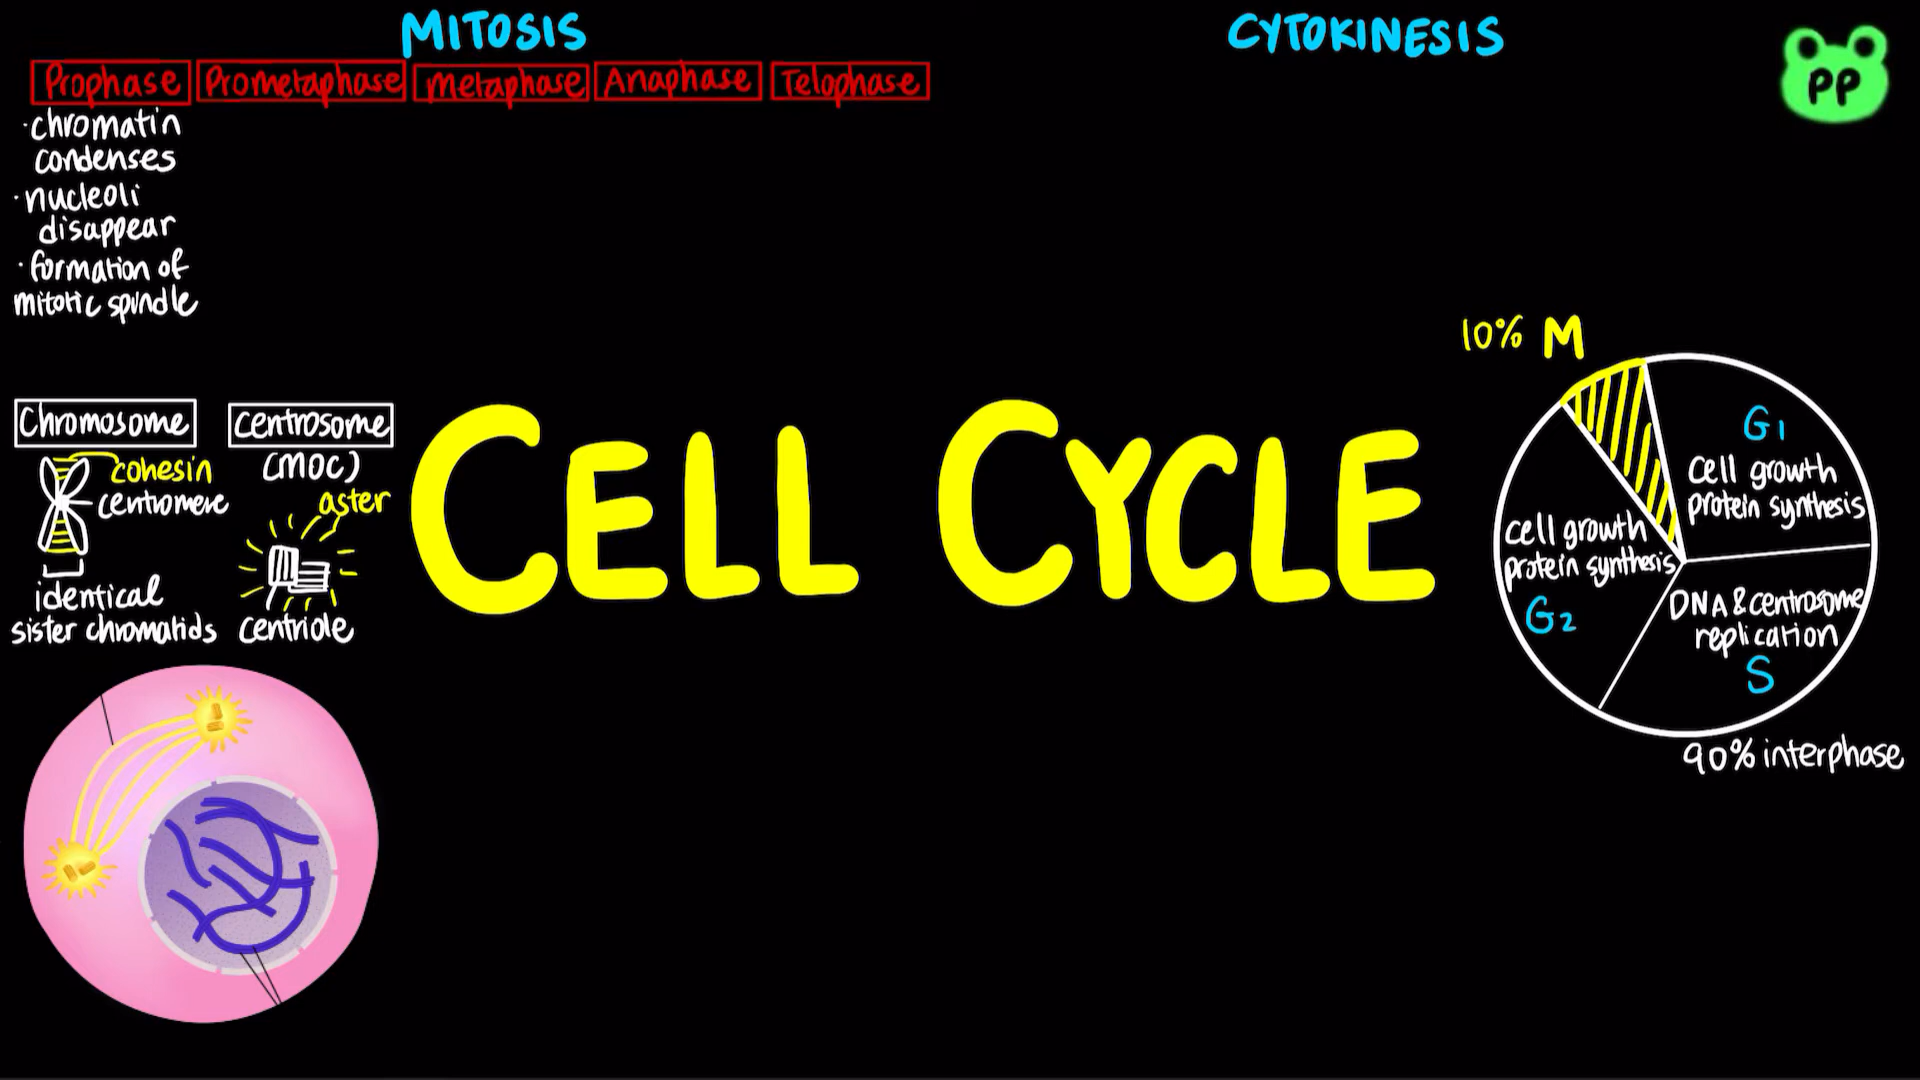 MITOSIS
CYTOKINESIS
PP
Prophase
Prometaphase
metaphase
Anaphase
Telophase
·chromatin
condenses
·nucleoli
disappear
·formation of
mitotic spindle
Chromosome
cohesin
centromere
identical
sister chromatids
centrosome
(MOC)
aster
centriole
CELL CYCLE
10% M
G1
cell growth
protein synthesis
cell growth
protein synthesis
G2
DNA & centrosome
replication
S
90% interphase